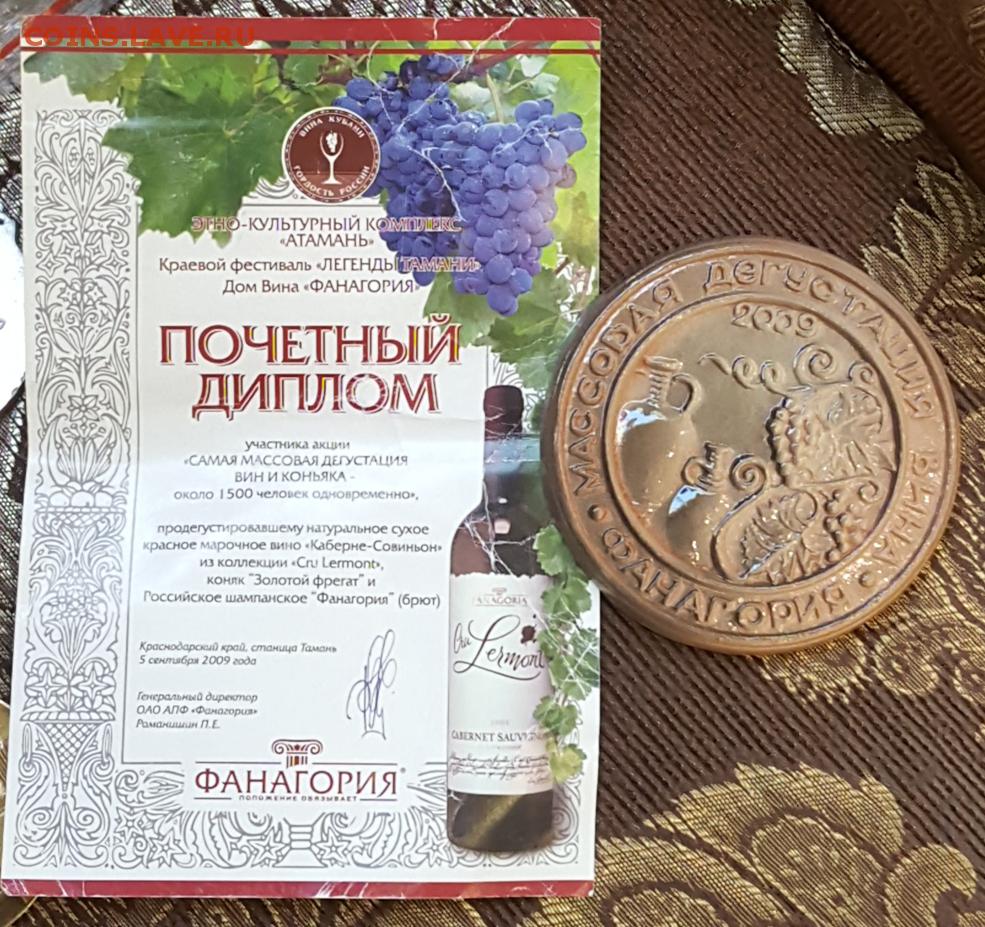 COINS.LAVE.RU
ВИНА КУБАНИ
ГОРДОСТЬ РОССИИ
ЭТНО-КУЛЬТУРНЫЙ КОМПЛЕКС
«АТАМАНЬ»
Краевой фестиваль «ЛЕГЕНДЫ ТАМАНИ»
Дом Вина «ФАНАГОРИЯ»
ПОЧЕТНЫЙ
ДИПЛОМ
участника акции
«САМАЯ МАССОВАЯ ДЕГУСТАЦИЯ
ВИН И КОНЬЯКА -
около 1500 человек одновременно»,
продегустировавшему натуральное сухое
красное марочное вино «Каберне-Совиньон»
из коллекции «Cru Lermont»,
коняк "Золотой фрегат" и
Российское шампанское "Фанагория" (брют)
Краснодарский край, станица Тамань
5 сентября 2009 года
Генеральный директор
ОАО АПФ «Фанагория»
Романишин П.Е.
ФАНАГОРИЯ®
ПОЛОЖЕНИЕ ОБЯЗЫВАЕТ
FANAGORIA
Cru Lermont
CABERNET SAUVIGNON
МАССОВАЯ ДЕГУСТАЦИЯ ВИНА
2009
• ФАНАГОРИЯ •